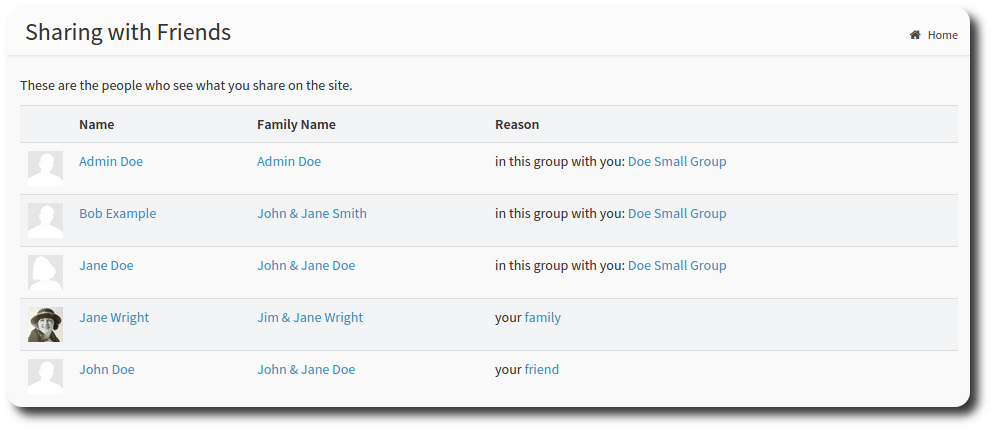 Sharing with Friends
Home
These are the people who see what you share on the site.
Name Family Name Reason
Admin Doe Admin Doe in this group with you: Doe Small Group
Bob Example John & Jane Smith in this group with you: Doe Small Group
Jane Doe John & Jane Doe in this group with you: Doe Small Group
Jane Wright Jim & Jane Wright your family
John Doe John & Jane Doe your friend